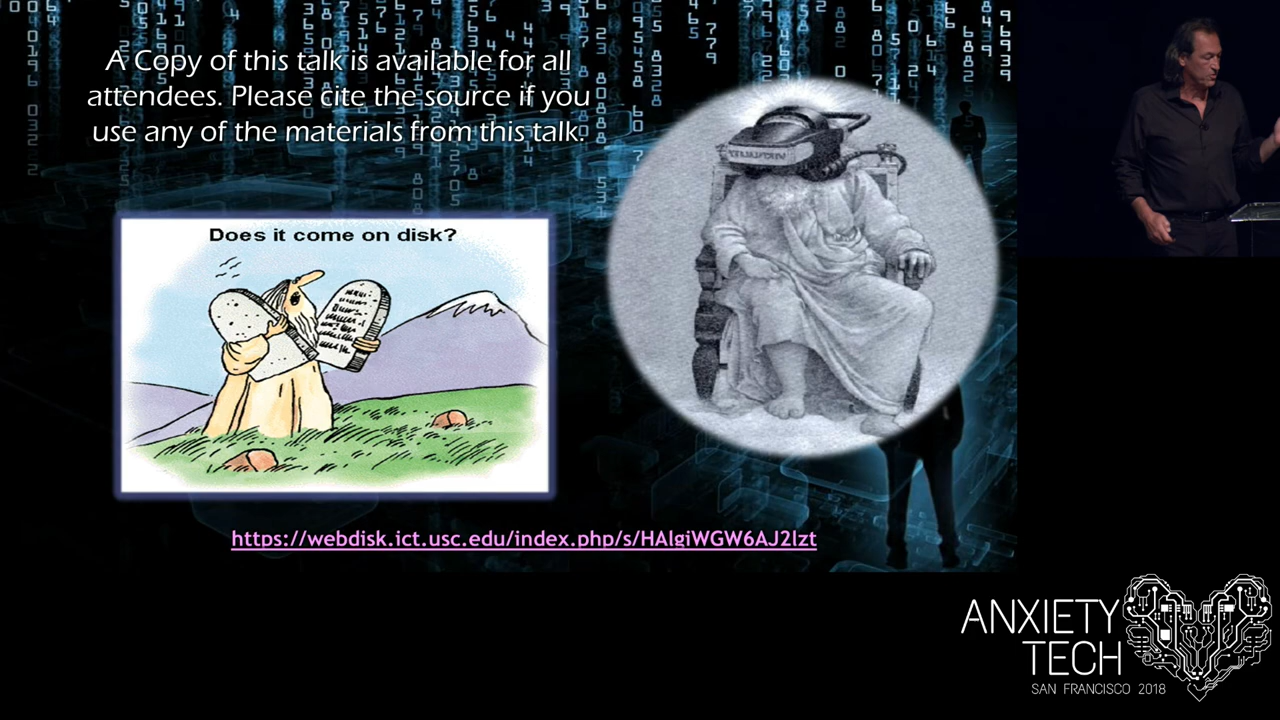 A Copy of this talk is available for all
attendees. Please cite the source if you
use any of the materials from this talk.
Does it come on disk?
https://webdisk.ict.usc.edu/index.php/s/HAlgiWGW6AJ2lzt
ANXIETY
TECH
SAN FRANCISCO 2018